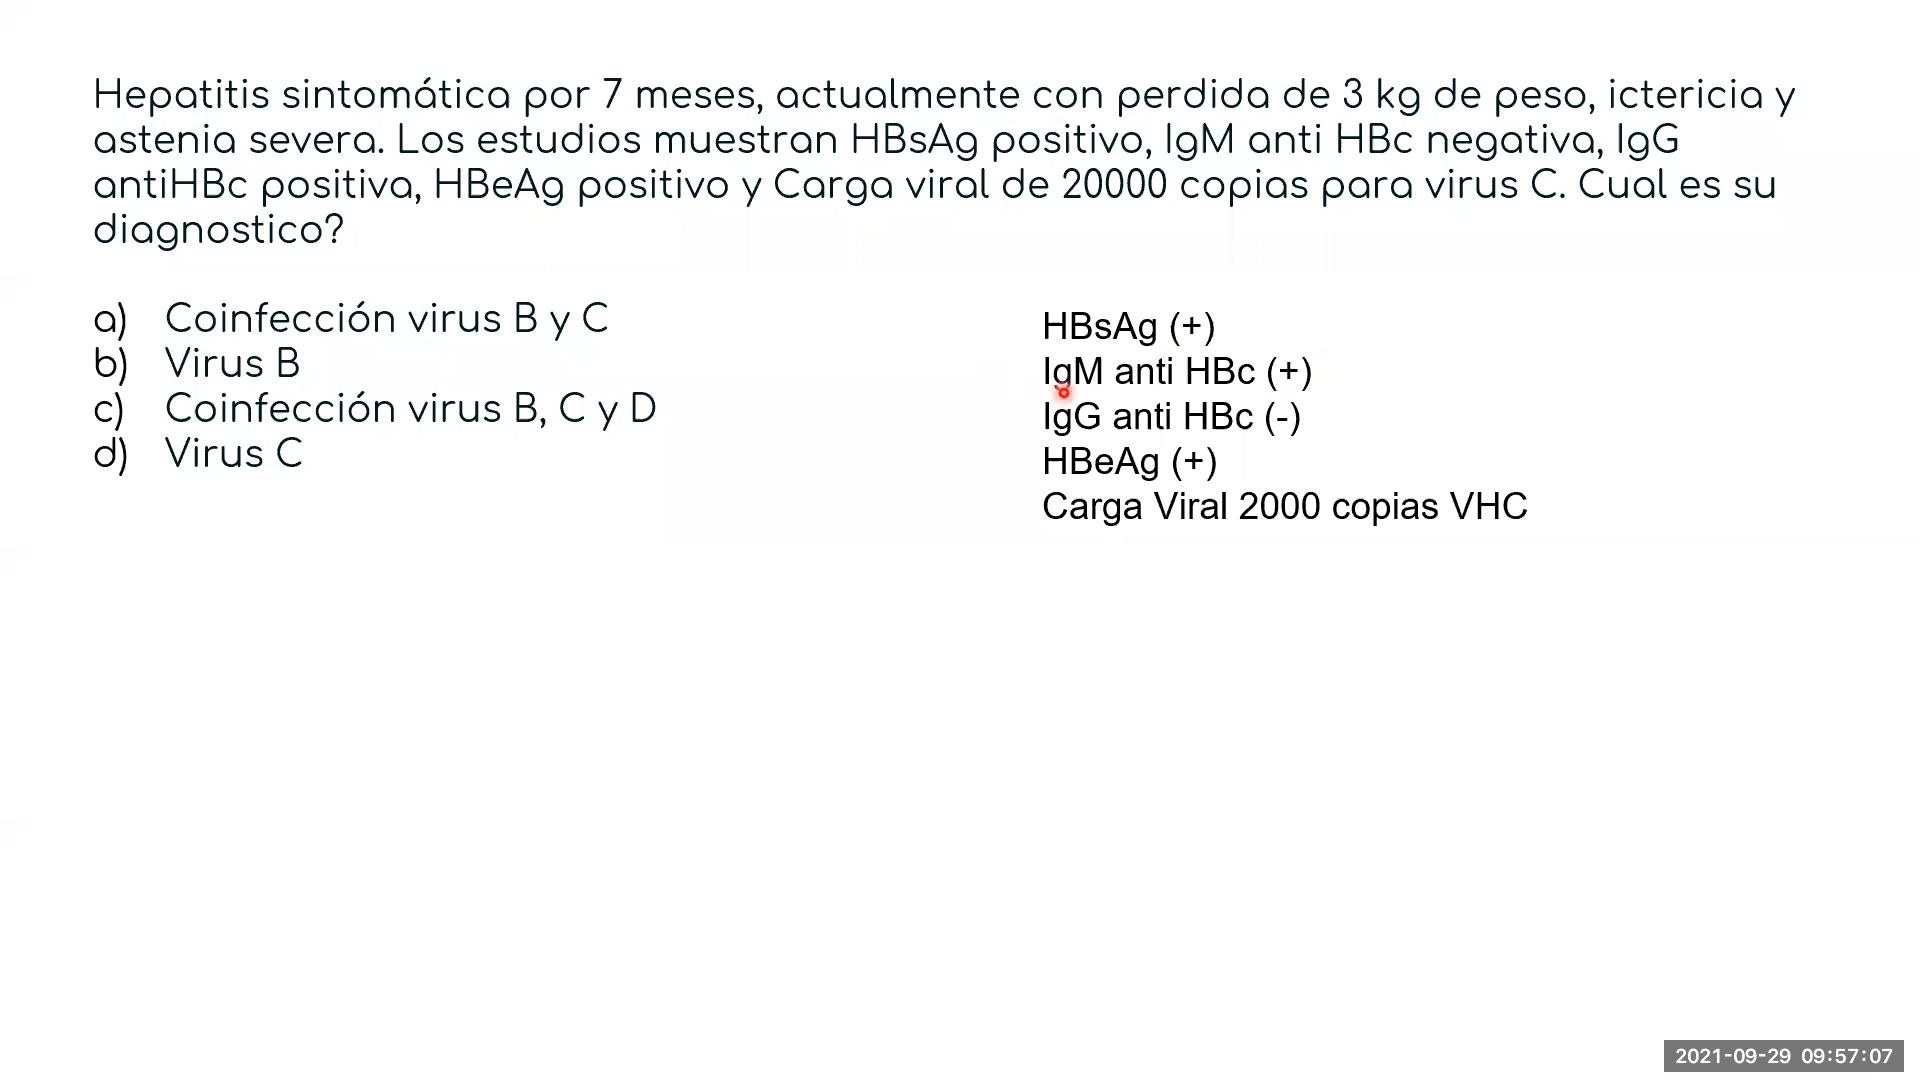 Hepatitis sintomática por 7 meses, actualmente con perdida de 3 kg de peso, ictericia y
astenia severa. Los estudios muestran HBsAg positivo, IgM anti HBc negativa, IgG
antiHBc positiva, HBeAg positivo y Carga viral de 20000 copias para virus C. Cual es su
diagnostico?
a) Coinfección virus B y C
b) Virus B
c) Coinfección virus B, C y D
d) Virus C
HBsAg (+)
IgM anti HBc (+)
IgG anti HBc (-)
HBeAg (+)
Carga Viral 2000 copias VHC
2021-09-29 09:57:07